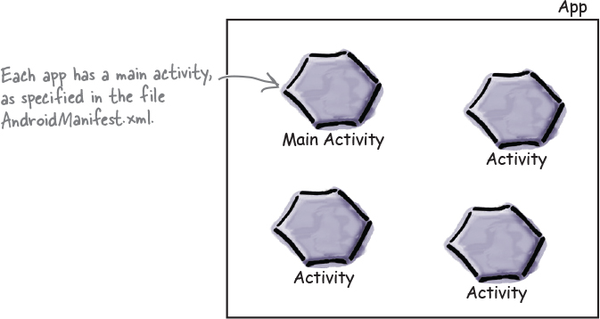 App
Each app has a main activity,
as specified in the file
AndroidManifest.xml.
Main Activity
Activity
Activity
Activity